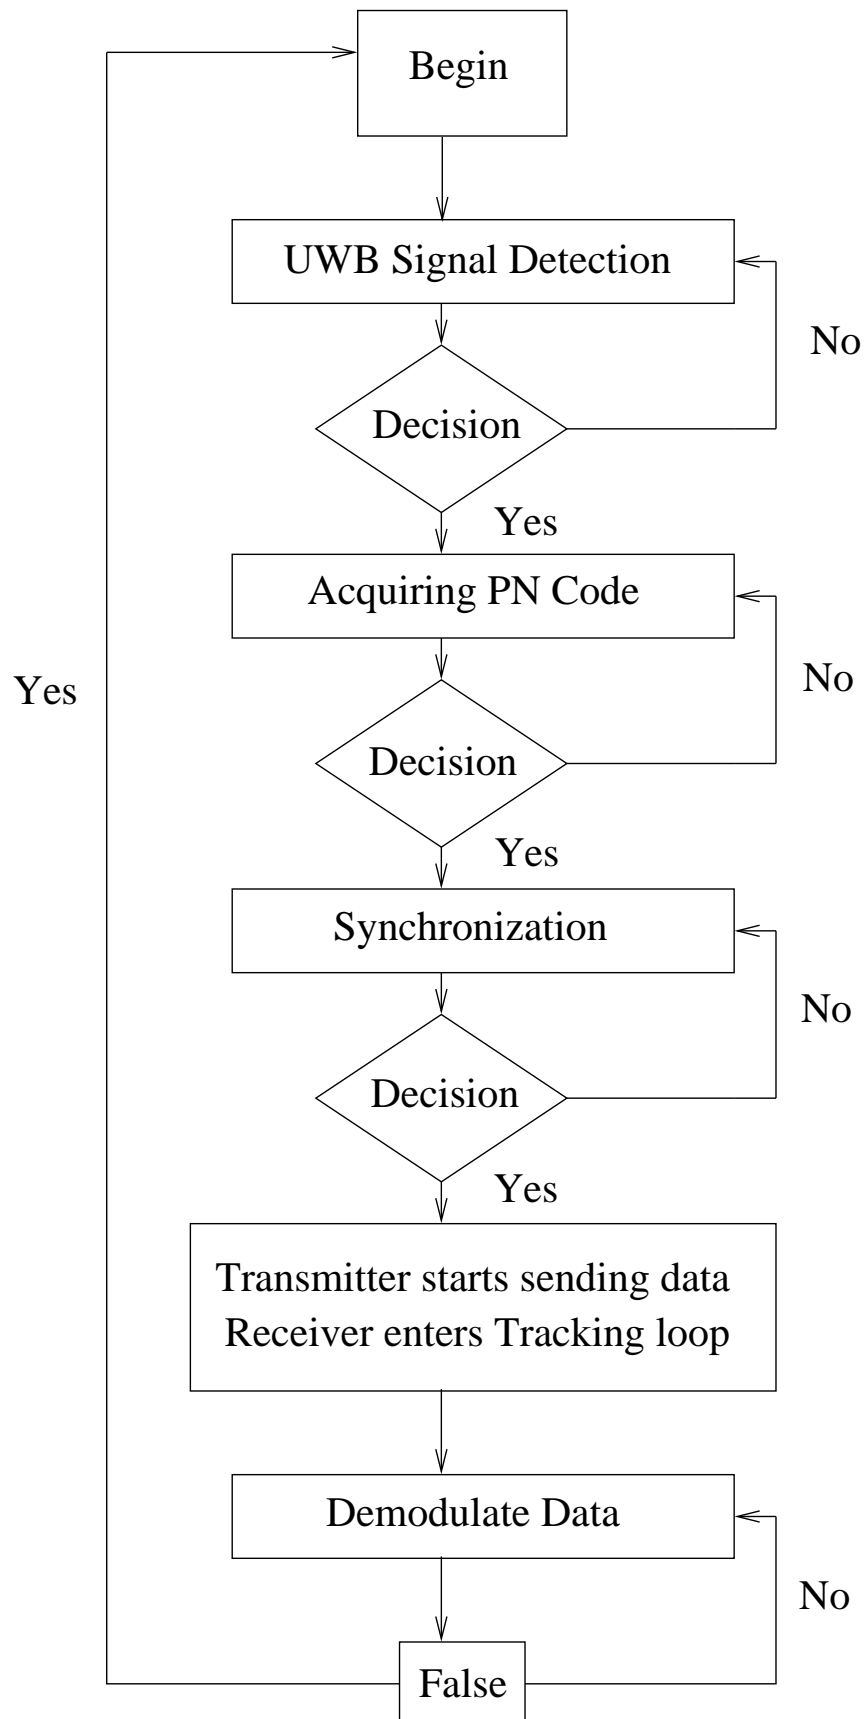 Begin
UWB Signal Detection
No
Decision
Yes
Acquiring PN Code
No
Yes
Decision
Yes
Synchronization
No
Decision
Yes
Transmitter starts sending data
Receiver enters Tracking loop
Demodulate Data
No
False